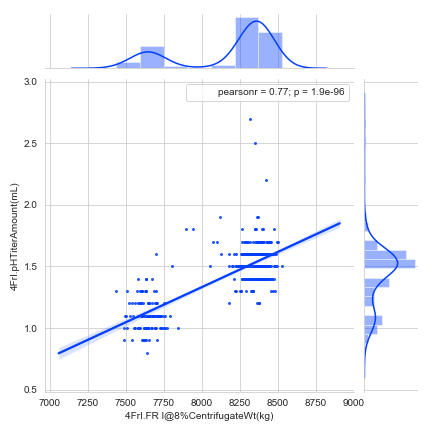 pearsonr = 0.77; p = 1.9e-96
3.0
2.5
2.0
1.5
1.0
0.5
4FrI.pHTiterAmount(mL)
7000 7250 7500 7750 8000 8250 8500 8750 9000
4FrI.FR I@8%CentrifugateWt(kg)